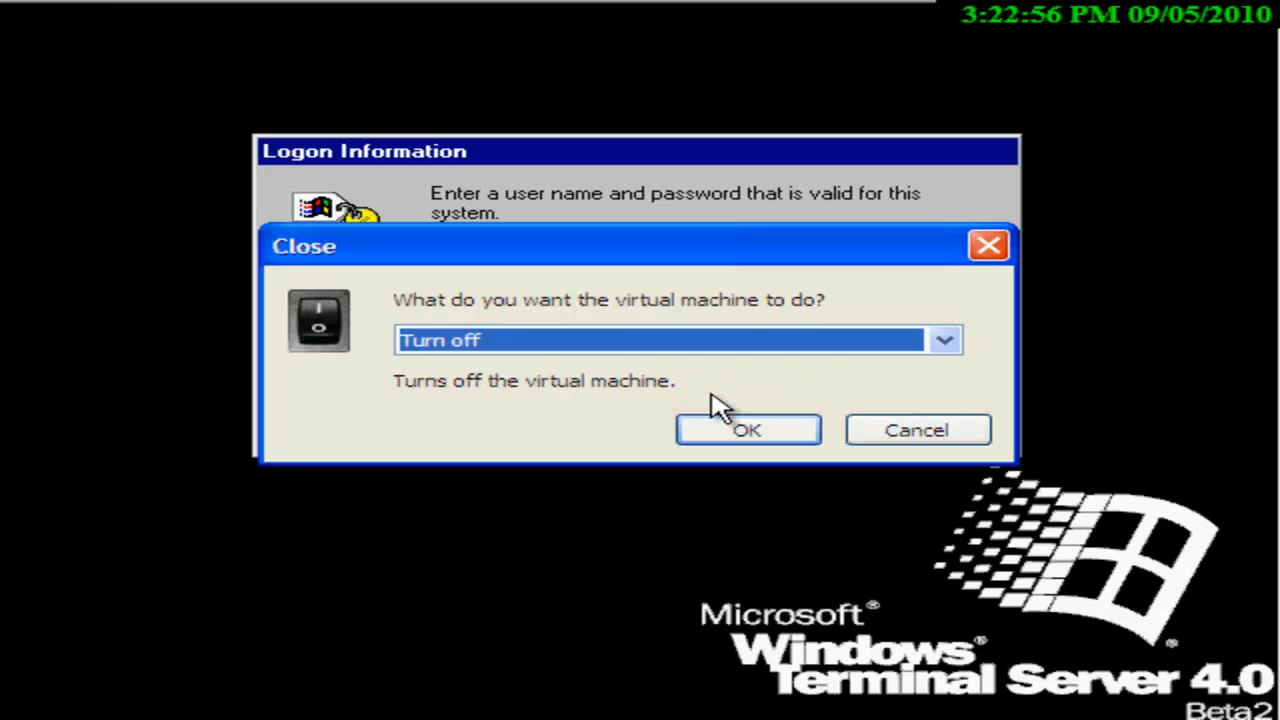 3:22:56 PM 09/05/2010
Logon Information
Enter a user name and password that is valid for this
system.
Close
What do you want the virtual machine to do?
Turn off
Turns off the virtual machine.
OK
Cancel
Microsoft®
Windows®
Terminal Server 4.0
Beta2